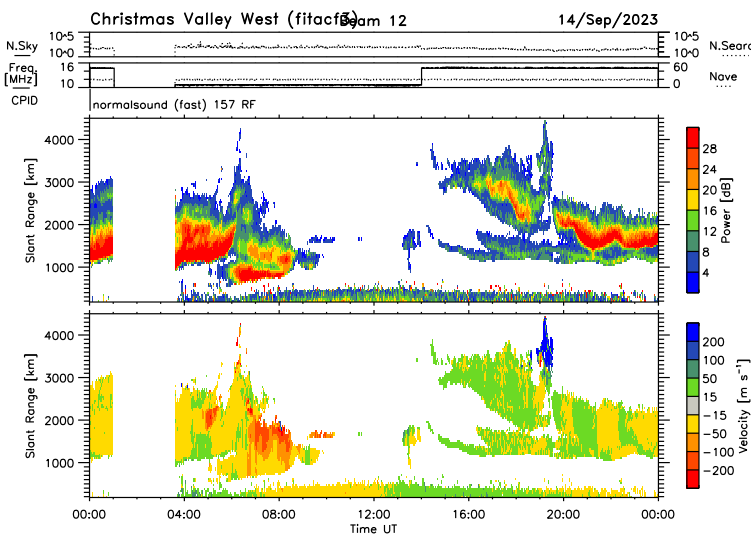 Christmas Valley West (fitacf3) Beam 12 14/Sep/2023
N.Sky 10^5 10^0 10^5 10^0 N.Searc
Freq. [MHz] 16 10 60 0 Nave
CPID normalsound (fast) 157 RF
Slant Range [km] 4000 3000 2000 1000
Power [dB] 28 24 20 16 12 8 4
Slant Range [km] 4000 3000 2000 1000
Velocity [m s⁻¹] 200 100 50 15 −15 −50 −100 −200
00:00 04:00 08:00 12:00 16:00 20:00 00:00
Time UT